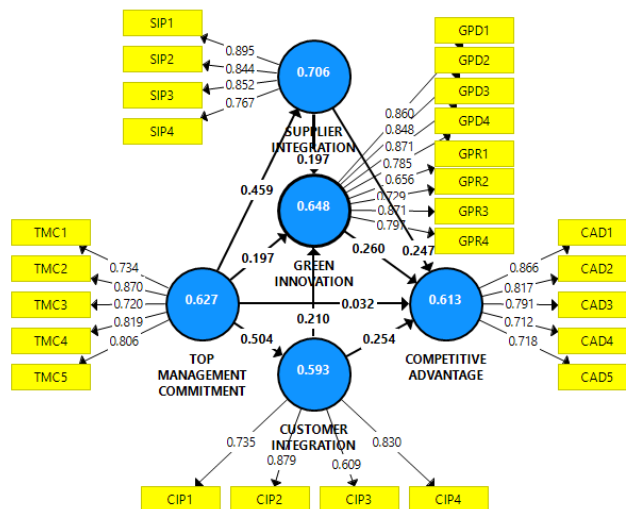 SIP1
SIP2
SIP3
SIP4
0.895
0.844
0.852
0.767
0.706
SUPPLIER
INTEGRATION
GPD1
GPD2
GPD3
GPD4
GPR1
GPR2
GPR3
GPR4
0.860
0.848
0.871
0.785
0.656
0.729
0.871
0.797
0.197
0.648
GREEN
INNOVATION
0.459
0.197
0.260
0.247
TMC1
TMC2
TMC3
TMC4
TMC5
0.734
0.870
0.720
0.819
0.806
0.627
TOP
MANAGEMENT
COMMITMENT
0.032
0.210
0.504
0.254
0.613
COMPETITIVE
ADVANTAGE
CAD1
CAD2
CAD3
CAD4
CAD5
0.866
0.817
0.791
0.712
0.718
0.593
CUSTOMER
INTEGRATION
0.735
0.879
0.609
0.830
CIP1
CIP2
CIP3
CIP4